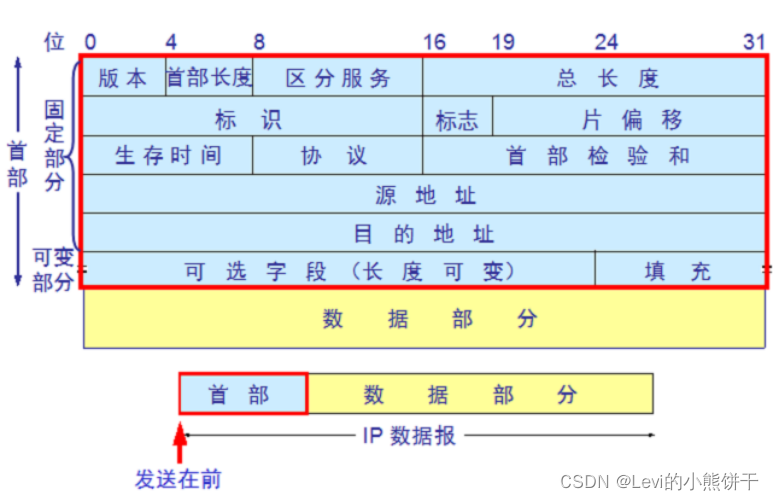 位 0 4 8 16 19 24 31
版本 首部长度 区分服务 总长度
标识 标志 片偏移
生存时间 协议 首部检验和
源地址
目的地址
可选字段（长度可变） 填充
首部
固定部分
可变部分
数据部分
首部 数据部分
IP 数据报
发送在前
CSDN @Levi的小熊饼干